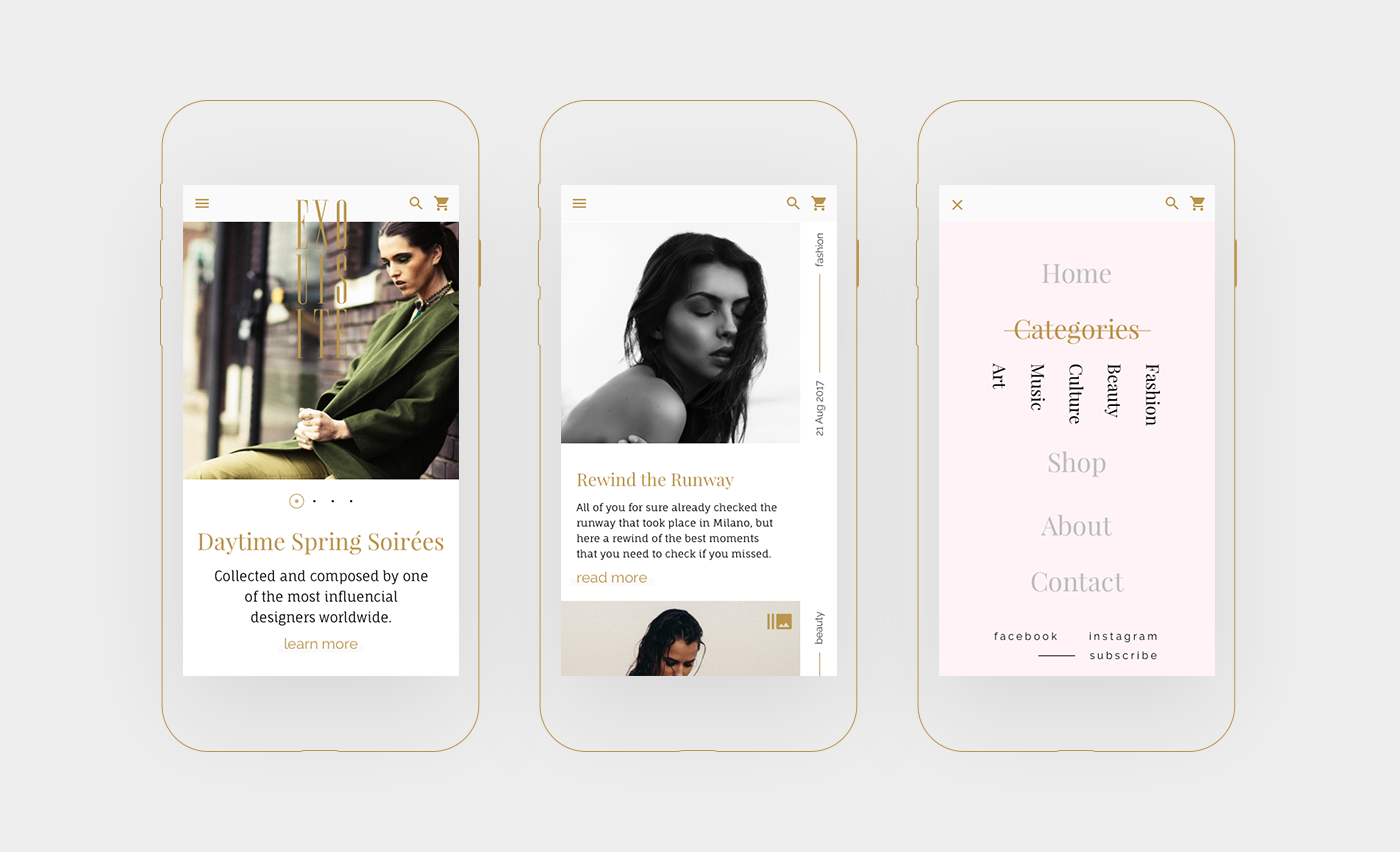 EXQ
UIS
ITE
Daytime Spring Soirées
Collected and composed by one
of the most influencial
designers worldwide.
learn more
fashion
21 Aug 2017
Rewind the Runway
All of you for sure already checked the
runway that took place in Milano, but
here a rewind of the best moments
that you need to check if you missed.
read more
beauty
Home
Categories
Art
Music
Culture
Beauty
Fashion
Shop
About
Contact
facebook instagram
subscribe